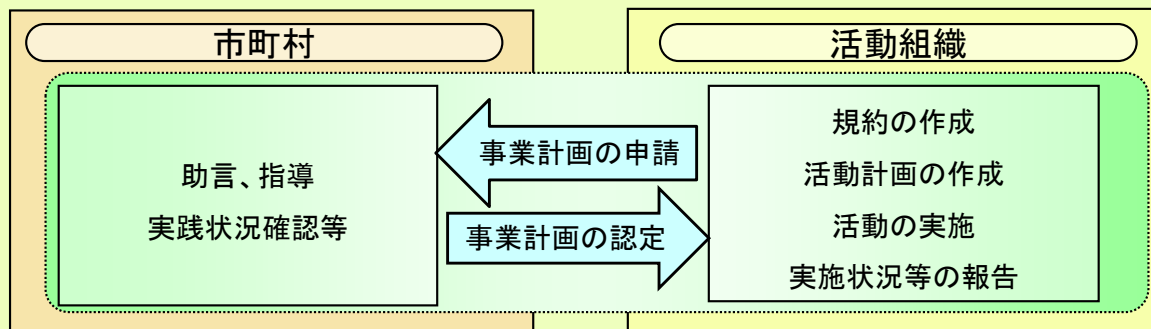 市町村
活動組織
助言、指導
実践状況確認等
事業計画の申請
事業計画の認定
規約の作成
活動計画の作成
活動の実施
実施状況等の報告